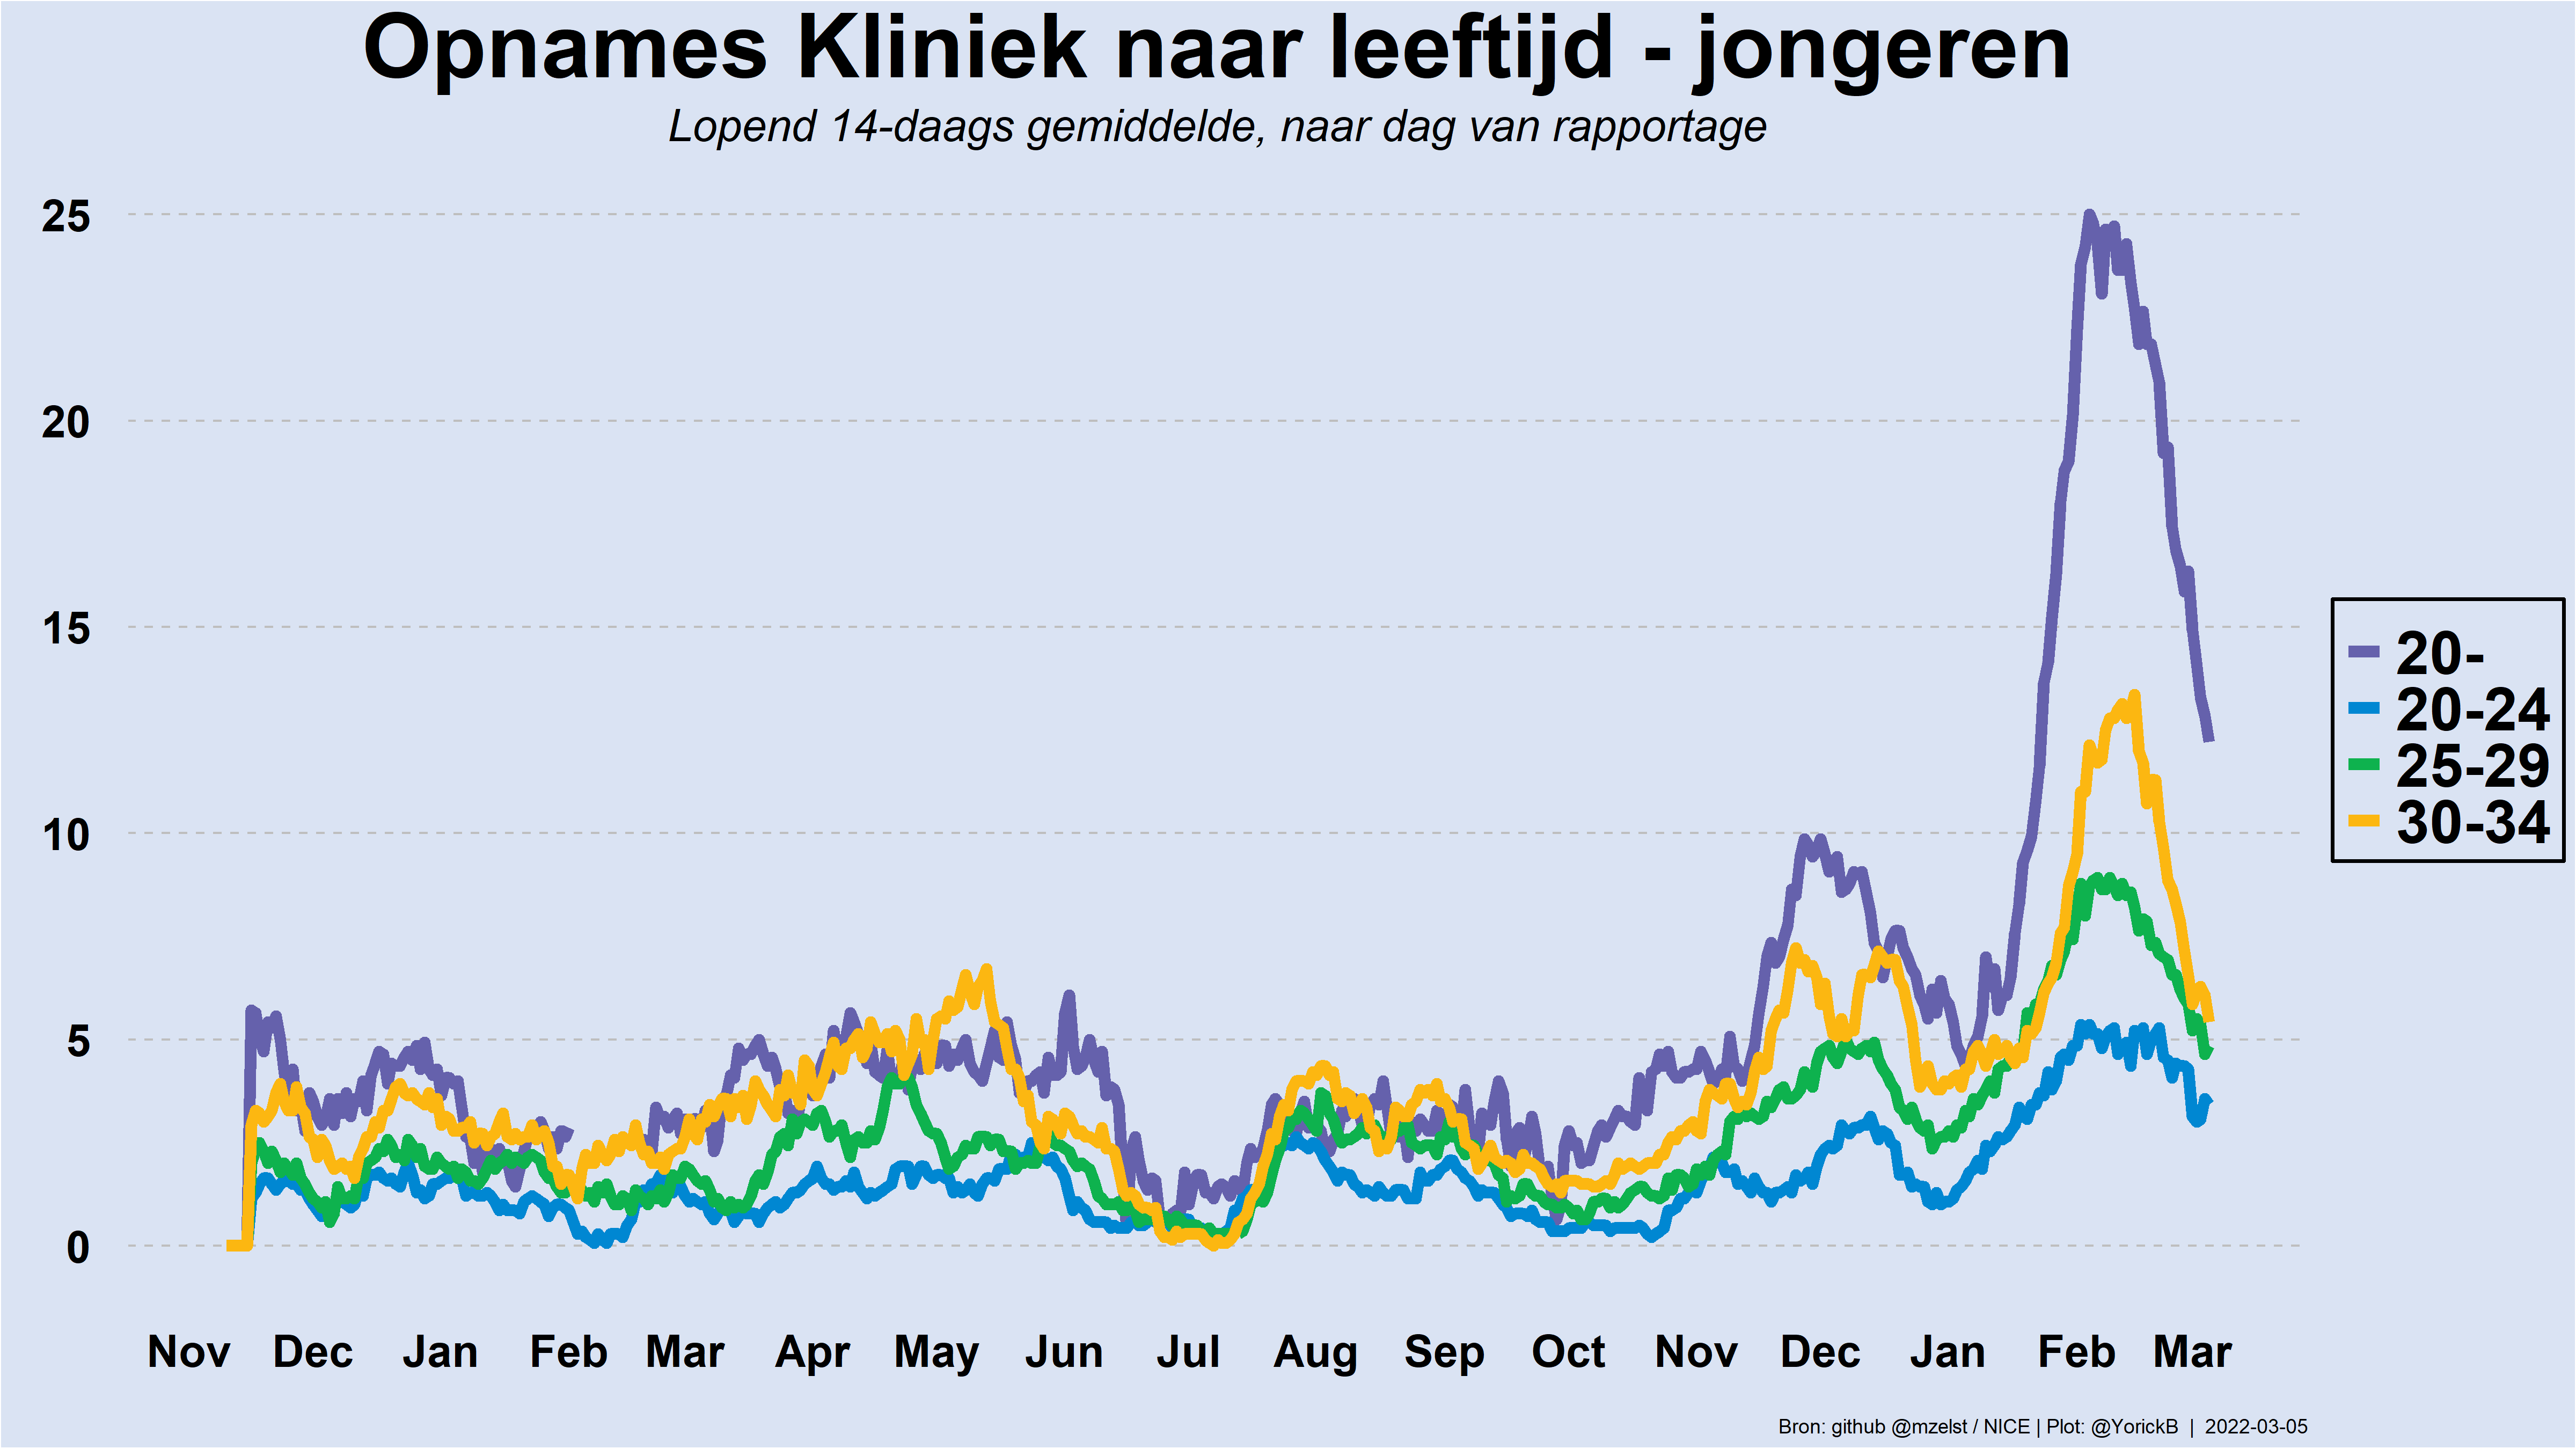 Opnames Kliniek naar leeftijd - jongeren
Lopend 14-daags gemiddelde, naar dag van rapportage
25
20
15
10
5
0
20-
20-24
25-29
30-34
Nov Dec Jan Feb Mar Apr May Jun Jul Aug Sep Oct Nov Dec Jan Feb Mar
Bron: github @mzelst / NICE | Plot: @YorickB | 2022-03-05